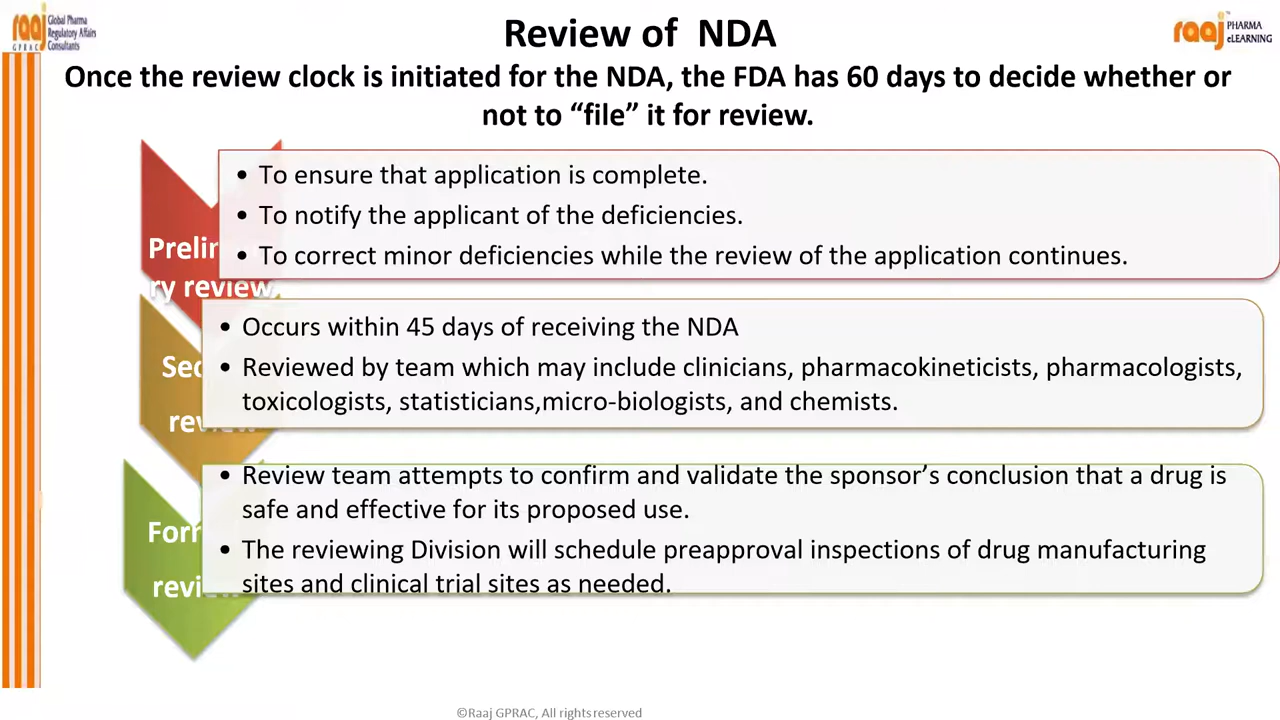 raaj Global Pharma
Regulatory Affairs
Consultants
GPRAC
raaj PHARMA
eLEARNING
Review of NDA
Once the review clock is initiated for the NDA, the FDA has 60 days to decide whether or
not to “file” it for review.
• To ensure that application is complete.
• To notify the applicant of the deficiencies.
• To correct minor deficiencies while the review of the application continues.
ry review
• Occurs within 45 days of receiving the NDA
• Reviewed by team which may include clinicians, pharmacokineticists, pharmacologists,
toxicologists, statisticians,micro-biologists, and chemists.
review
• Review team attempts to confirm and validate the sponsor’s conclusion that a drug is
safe and effective for its proposed use.
• The reviewing Division will schedule preapproval inspections of drug manufacturing
sites and clinical trial sites as needed.
review
©Raaj GPRAC, All rights reserved